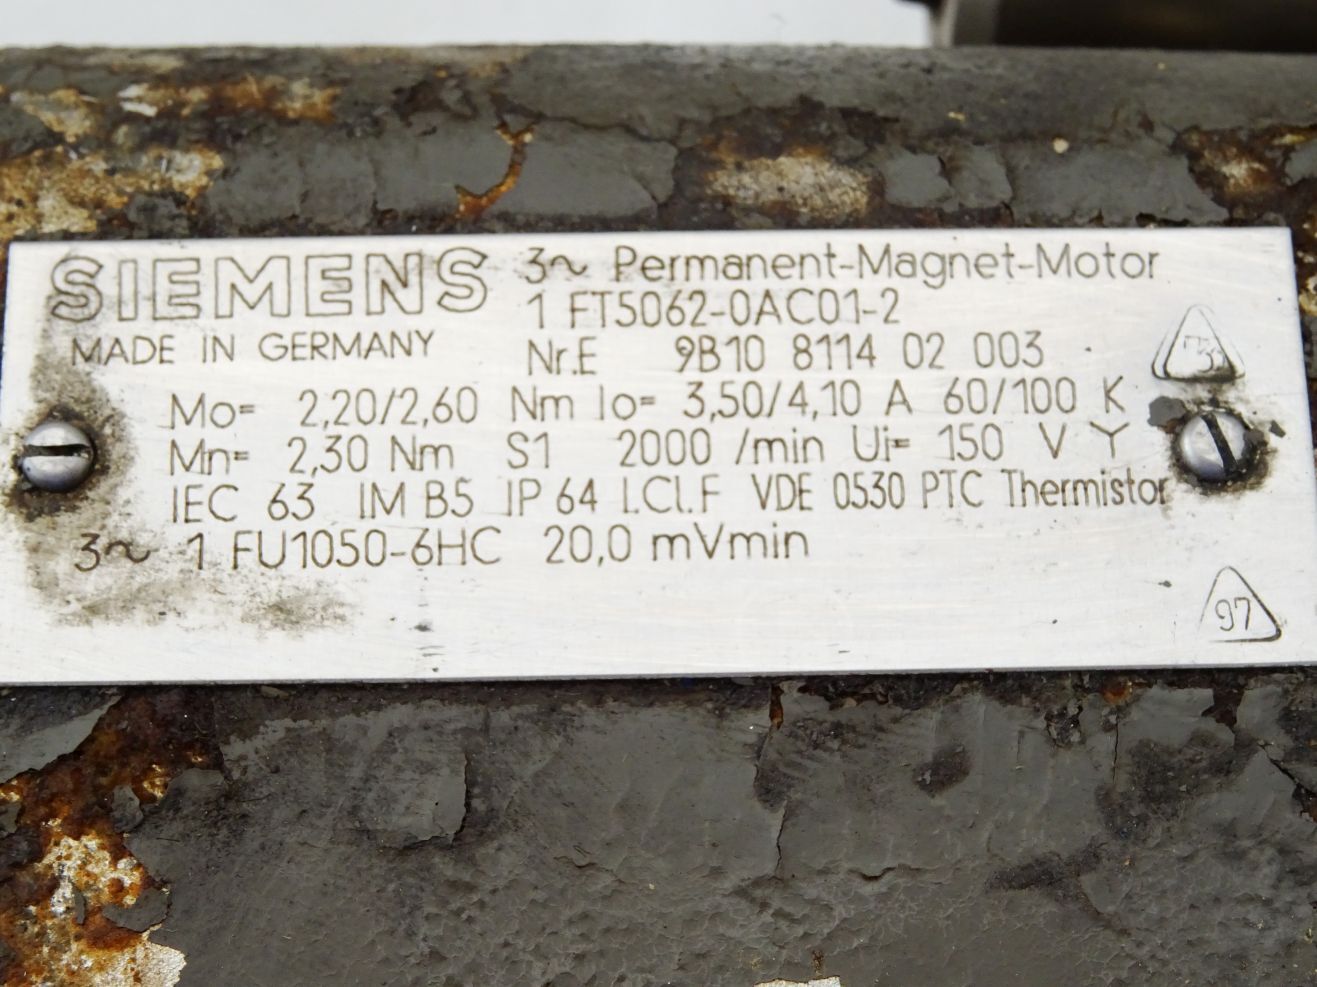 SIEMENS 3~ Permanent-Magnet-Motor
1 FT5062-0AC01-2
MADE IN GERMANY Nr.E 9B10 8114 02 003
Mo= 2,20/2,60 Nm Io= 3,50/4,10 A 60/100 K
Mn= 2,30 Nm S1 2000 /min Ui= 150 V Y
IEC 63 IM B5 IP 64 I.Cl.F VDE 0530 PTC Thermistor
3~ 1 FU1050-6HC 20,0 mVmin
97